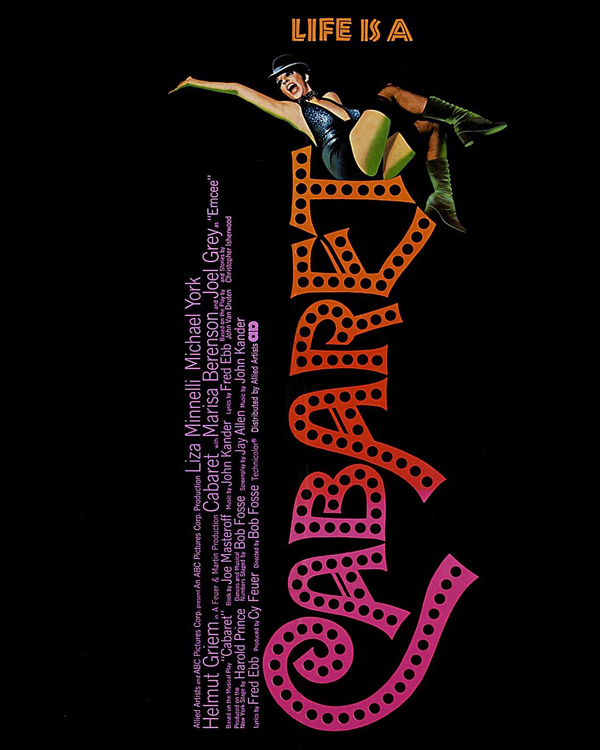 LIFE IS A
CABARET
Allied Artists and ABC Pictures Corp. present An ABC Pictures Corp. Production Liza Minnelli Michael York
Helmut Griem in A Feuer & Martin Production Cabaret with Marisa Berenson and Joel Grey as "Emcee"
Based on the Musical Play "Cabaret" Book by Joe Masteroff Music by John Kander Lyrics by Fred Ebb Based on the Play by John Van Druten and Stories by Christopher Isherwood
Produced on the New York Stage by Harold Prince Dances and Musical Numbers Staged by Bob Fosse Screenplay by Jay Allen Music by John Kander
Lyrics by Fred Ebb Produced by Cy Feuer Directed by Bob Fosse Technicolor® Distributed by Allied Artists